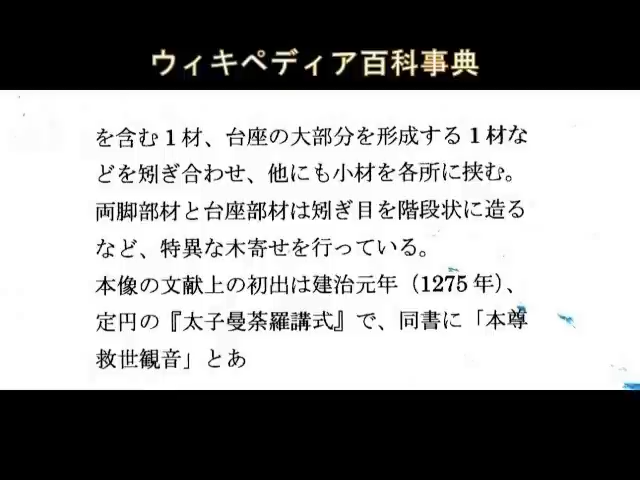 ウィキペディア百科事典
を含む1材、台座の大部分を形成する1材な
どを矧ぎ合わせ、他にも小材を各所に挟む。
両脚部材と台座部材は矧ぎ目を階段状に造る
など、特異な木寄せを行っている。
本像の文献上の初出は建治元年（1275年）、
定円の『太子曼荼羅講式』で、同書に「本尊
救世観音」とあ